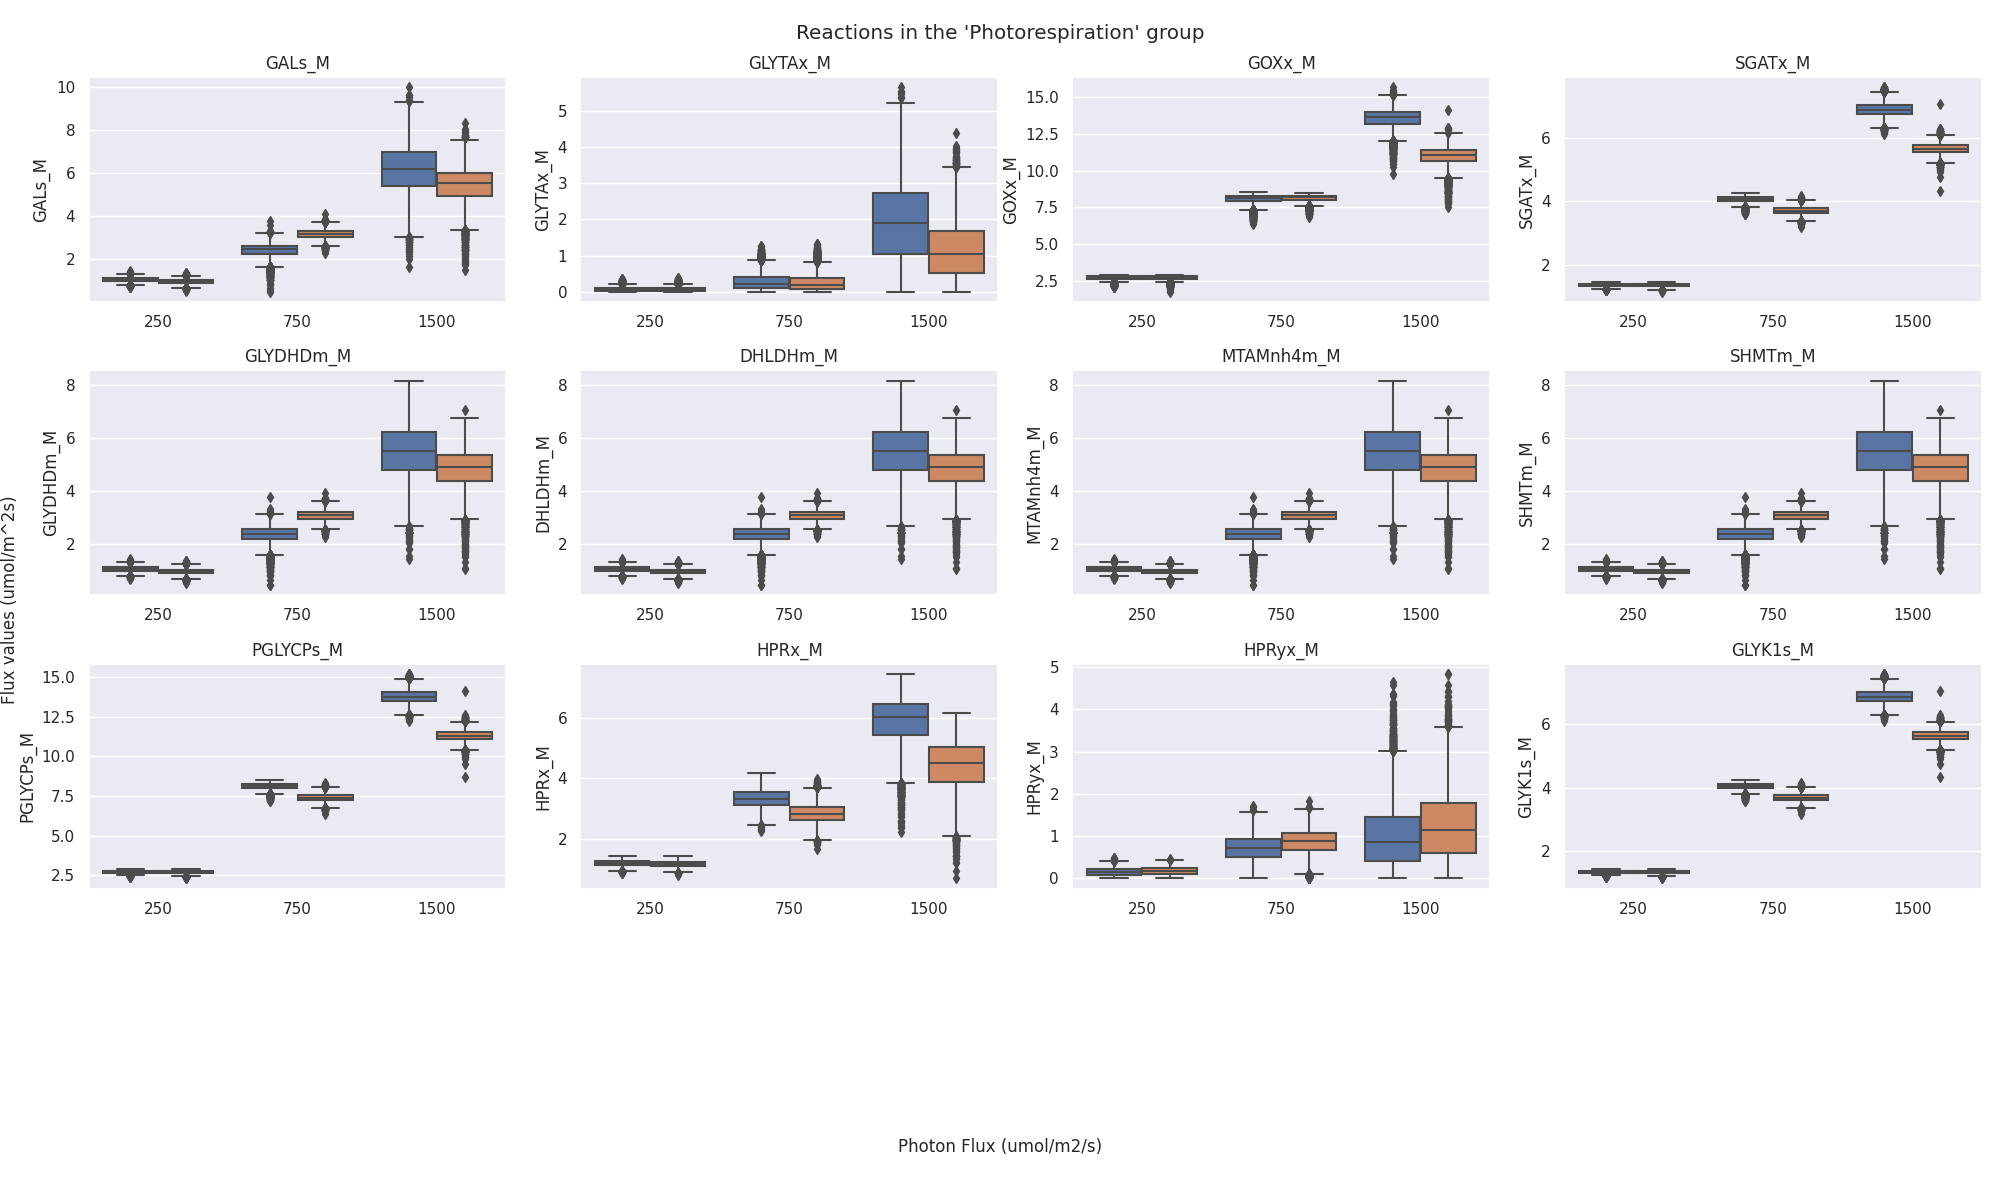 Reactions in the 'Photorespiration' group
GALs_M
GLYTAx_M
GOXx_M
SGATx_M
GALs_M
10
8
6
4
2
250 750 1500
GLYTAx_M
5
4
3
2
1
0
250 750 1500
GOXx_M
15.0
12.5
10.0
7.5
5.0
2.5
250 750 1500
SGATx_M
6
4
2
250 750 1500
GLYDHDm_M
DHLDHm_M
MTAMnh4m_M
SHMTm_M
GLYDHDm_M
8
6
4
2
250 750 1500
DHLDHm_M
8
6
4
2
250 750 1500
MTAMnh4m_M
8
6
4
2
250 750 1500
SHMTm_M
8
6
4
2
250 750 1500
Flux values (umol/m^2s)
PGLYCPs_M
HPRx_M
HPRyx_M
GLYK1s_M
PGLYCPs_M
15.0
12.5
10.0
7.5
5.0
2.5
250 750 1500
HPRx_M
6
4
2
250 750 1500
HPRyx_M
5
4
3
2
1
0
250 750 1500
GLYK1s_M
6
4
2
250 750 1500
Photon Flux (umol/m2/s)